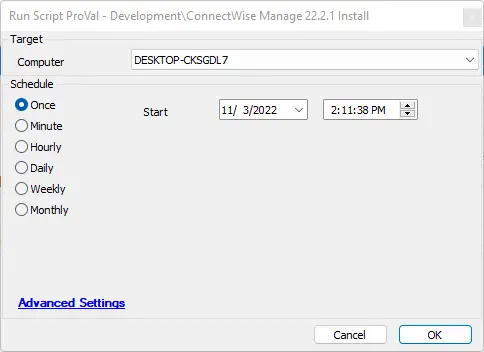 Run Script ProVal - Development\ConnectWise Manage 22.2.1 Install
Target
Computer DESKTOP-CKSGDL7
Schedule
Once Start 11/ 3/2022 2:11:38 PM
Minute
Hourly
Daily
Weekly
Monthly
Advanced Settings
Cancel OK